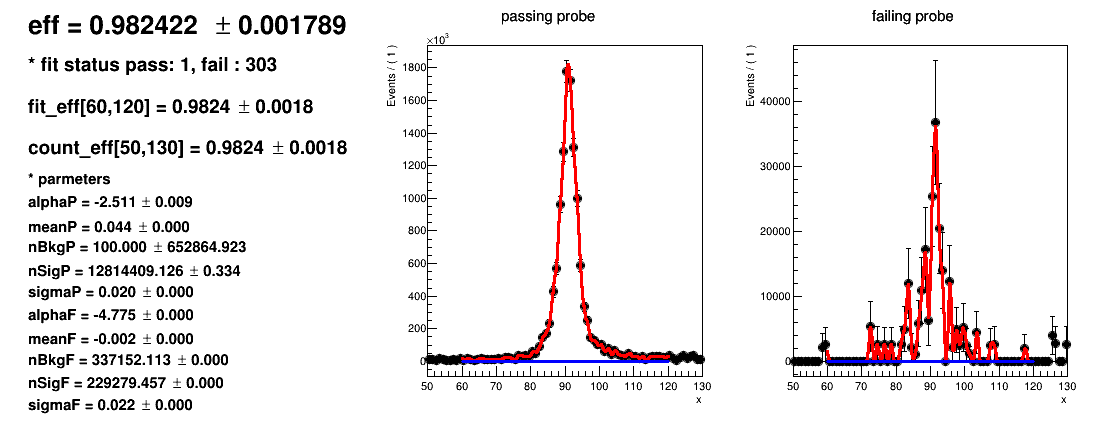 eff = 0.982422 ± 0.001789
* fit status pass: 1, fail : 303
fit_eff[60,120] = 0.9824 ± 0.0018
count_eff[50,130] = 0.9824 ± 0.0018
* parmeters
alphaP = -2.511 ± 0.009
meanP = 0.044 ± 0.000
nBkgP = 100.000 ± 652864.923
nSigP = 12814409.126 ± 0.334
sigmaP = 0.020 ± 0.000
alphaF = -4.775 ± 0.000
meanF = -0.002 ± 0.000
nBkgF = 337152.113 ± 0.000
nSigF = 229279.457 ± 0.000
sigmaF = 0.022 ± 0.000
passing probe
×10³
Events / ( 1 )
1800
1600
1400
1200
1000
800
600
400
200
0
50 60 70 80 90 100 110 120 130
x
failing probe
Events / ( 1 )
40000
30000
20000
10000
0
50 60 70 80 90 100 110 120 130
x